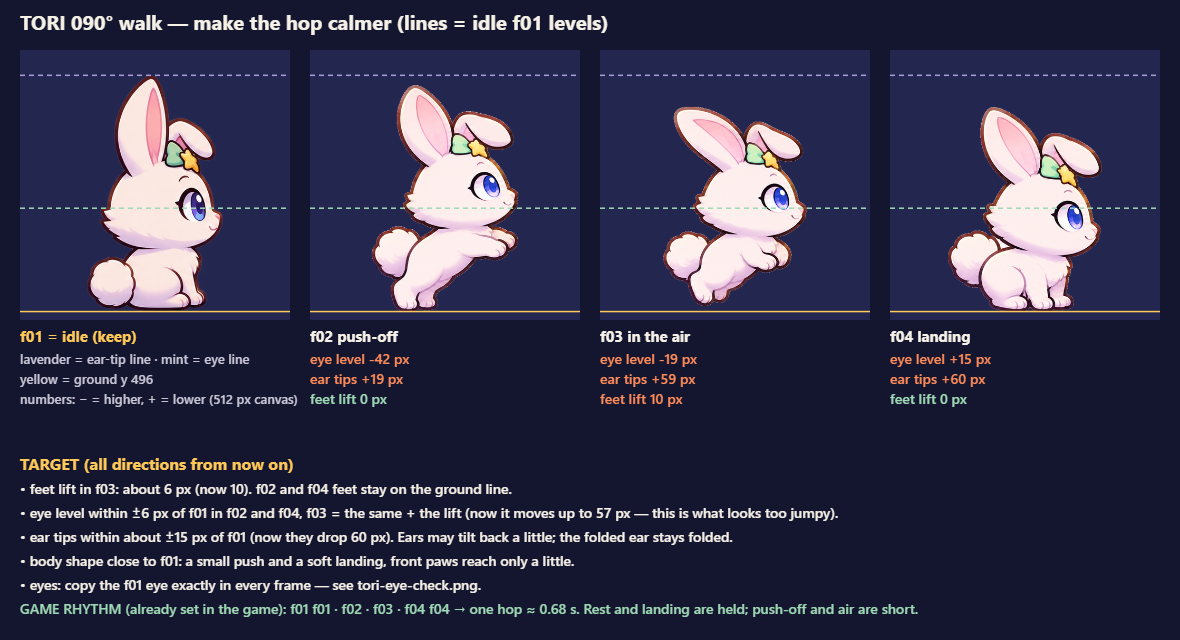 TORI 090° walk — make the hop calmer (lines = idle f01 levels)
f01 = idle (keep)
lavender = ear-tip line · mint = eye line
yellow = ground y 496
numbers: − = higher, + = lower (512 px canvas)
f02 push-off
eye level -42 px
ear tips +19 px
feet lift 0 px
f03 in the air
eye level -19 px
ear tips +59 px
feet lift 10 px
f04 landing
eye level +15 px
ear tips +60 px
feet lift 0 px
TARGET (all directions from now on)
• feet lift in f03: about 6 px (now 10). f02 and f04 feet stay on the ground line.
• eye level within ±6 px of f01 in f02 and f04, f03 = the same + the lift (now it moves up to 57 px — this is what looks too jumpy).
• ear tips within about ±15 px of f01 (now they drop 60 px). Ears may tilt back a little; the folded ear stays folded.
• body shape close to f01: a small push and a soft landing, front paws reach only a little.
• eyes: copy the f01 eye exactly in every frame — see tori-eye-check.png.
GAME RHYTHM (already set in the game): f01 f01 · f02 · f03 · f04 f04 → one hop ≈ 0.68 s. Rest and landing are held; push-off and air are short.